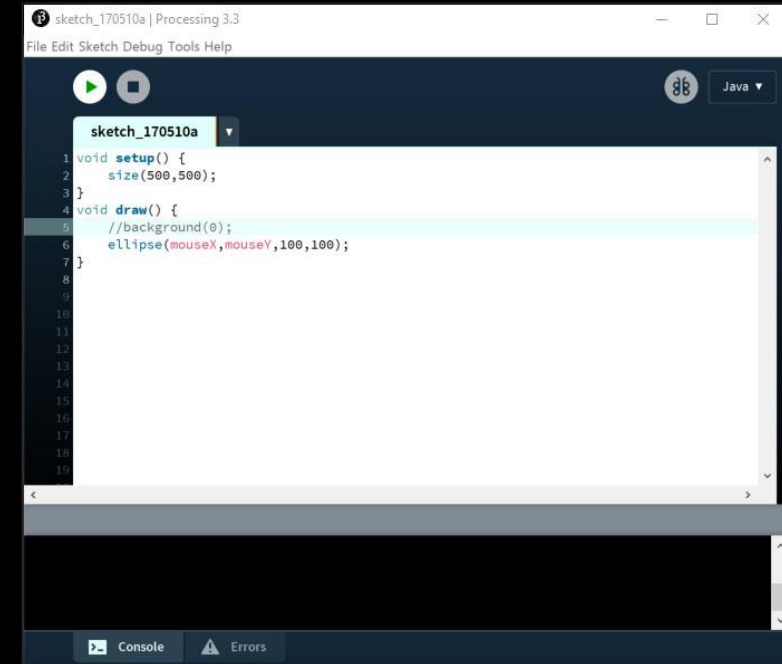 sketch_170510a | Processing 3.3
File Edit Sketch Debug Tools Help
Java ▼
sketch_170510a ▼
1 void setup() {
2     size(500,500);
3 }
4 void draw() {
5     //background(0);
6     ellipse(mouseX,mouseY,100,100);
7 }
8
9
10
11
12
13
14
15
16
17
18
19
Console Errors